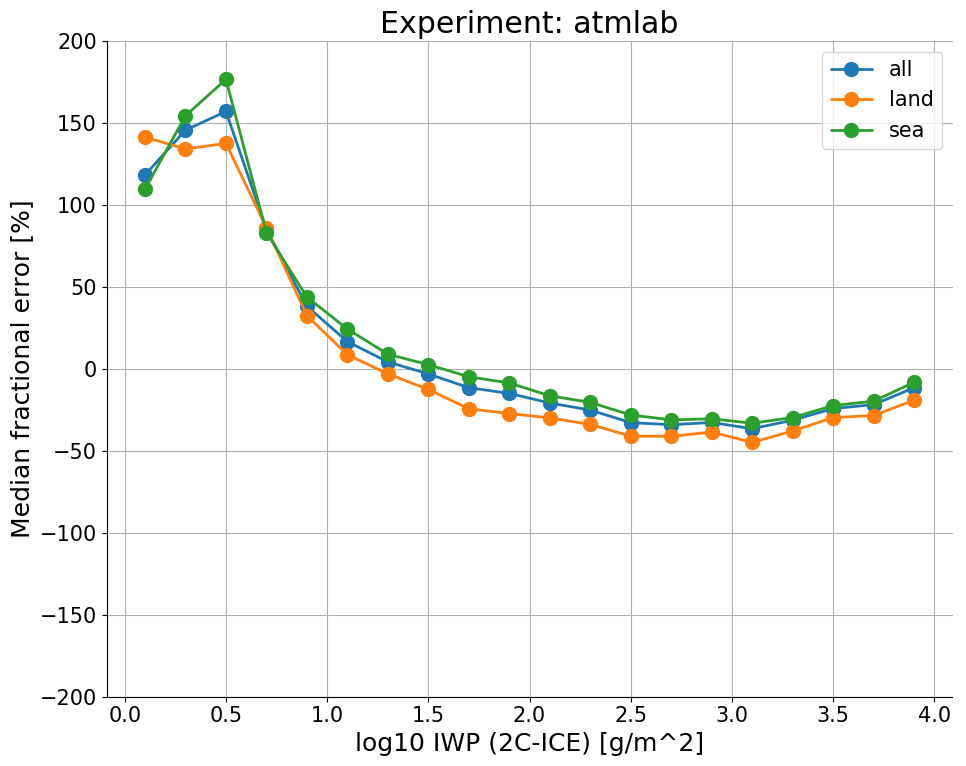 Experiment: atmlab
all
land
sea
Median fractional error [%]
200
150
100
50
0
−50
−100
−150
−200
0.0 0.5 1.0 1.5 2.0 2.5 3.0 3.5 4.0
log10 IWP (2C-ICE) [g/m^2]